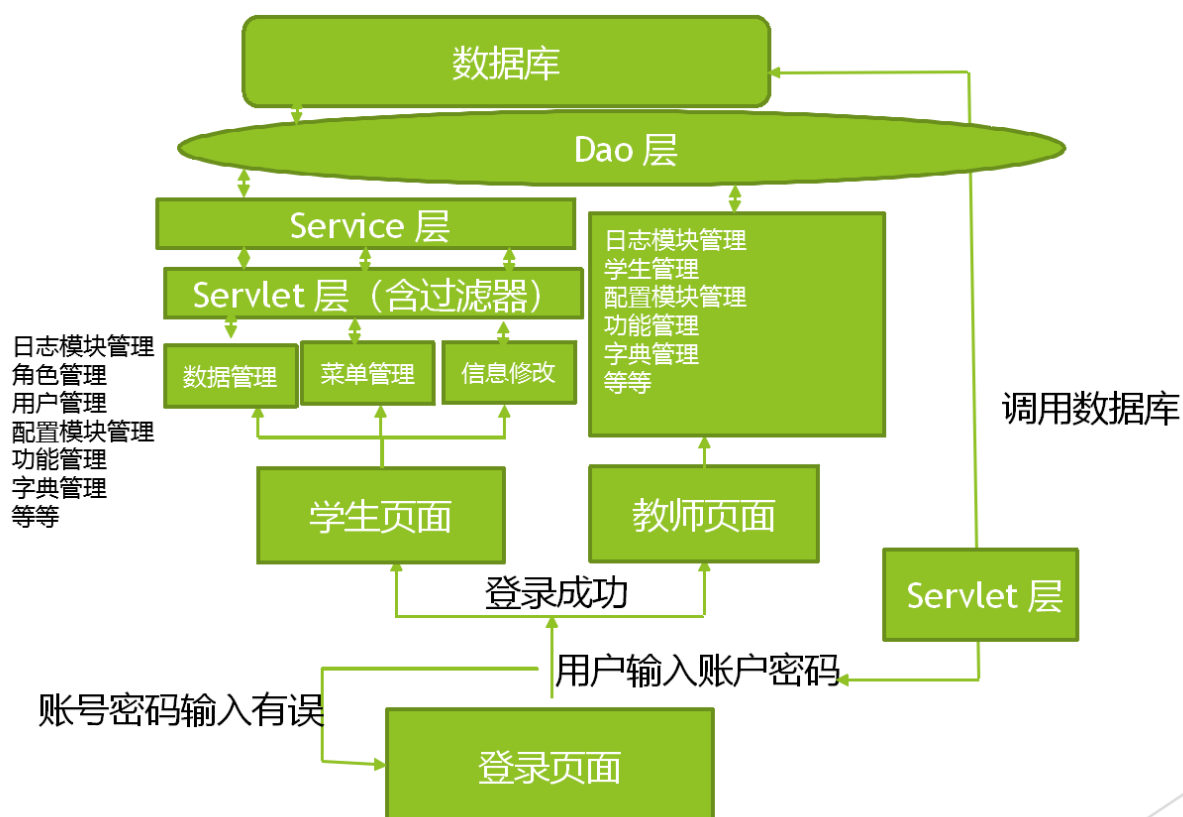 数据库
Dao 层
Service 层
Servlet 层（含过滤器）
日志模块管理
学生管理
配置模块管理
功能管理
字典管理
等等
日志模块管理
角色管理
用户管理
配置模块管理
功能管理
字典管理
等等
数据管理
菜单管理
信息修改
调用数据库
学生页面
教师页面
Servlet 层
登录成功
用户输入账户密码
账号密码输入有误
登录页面